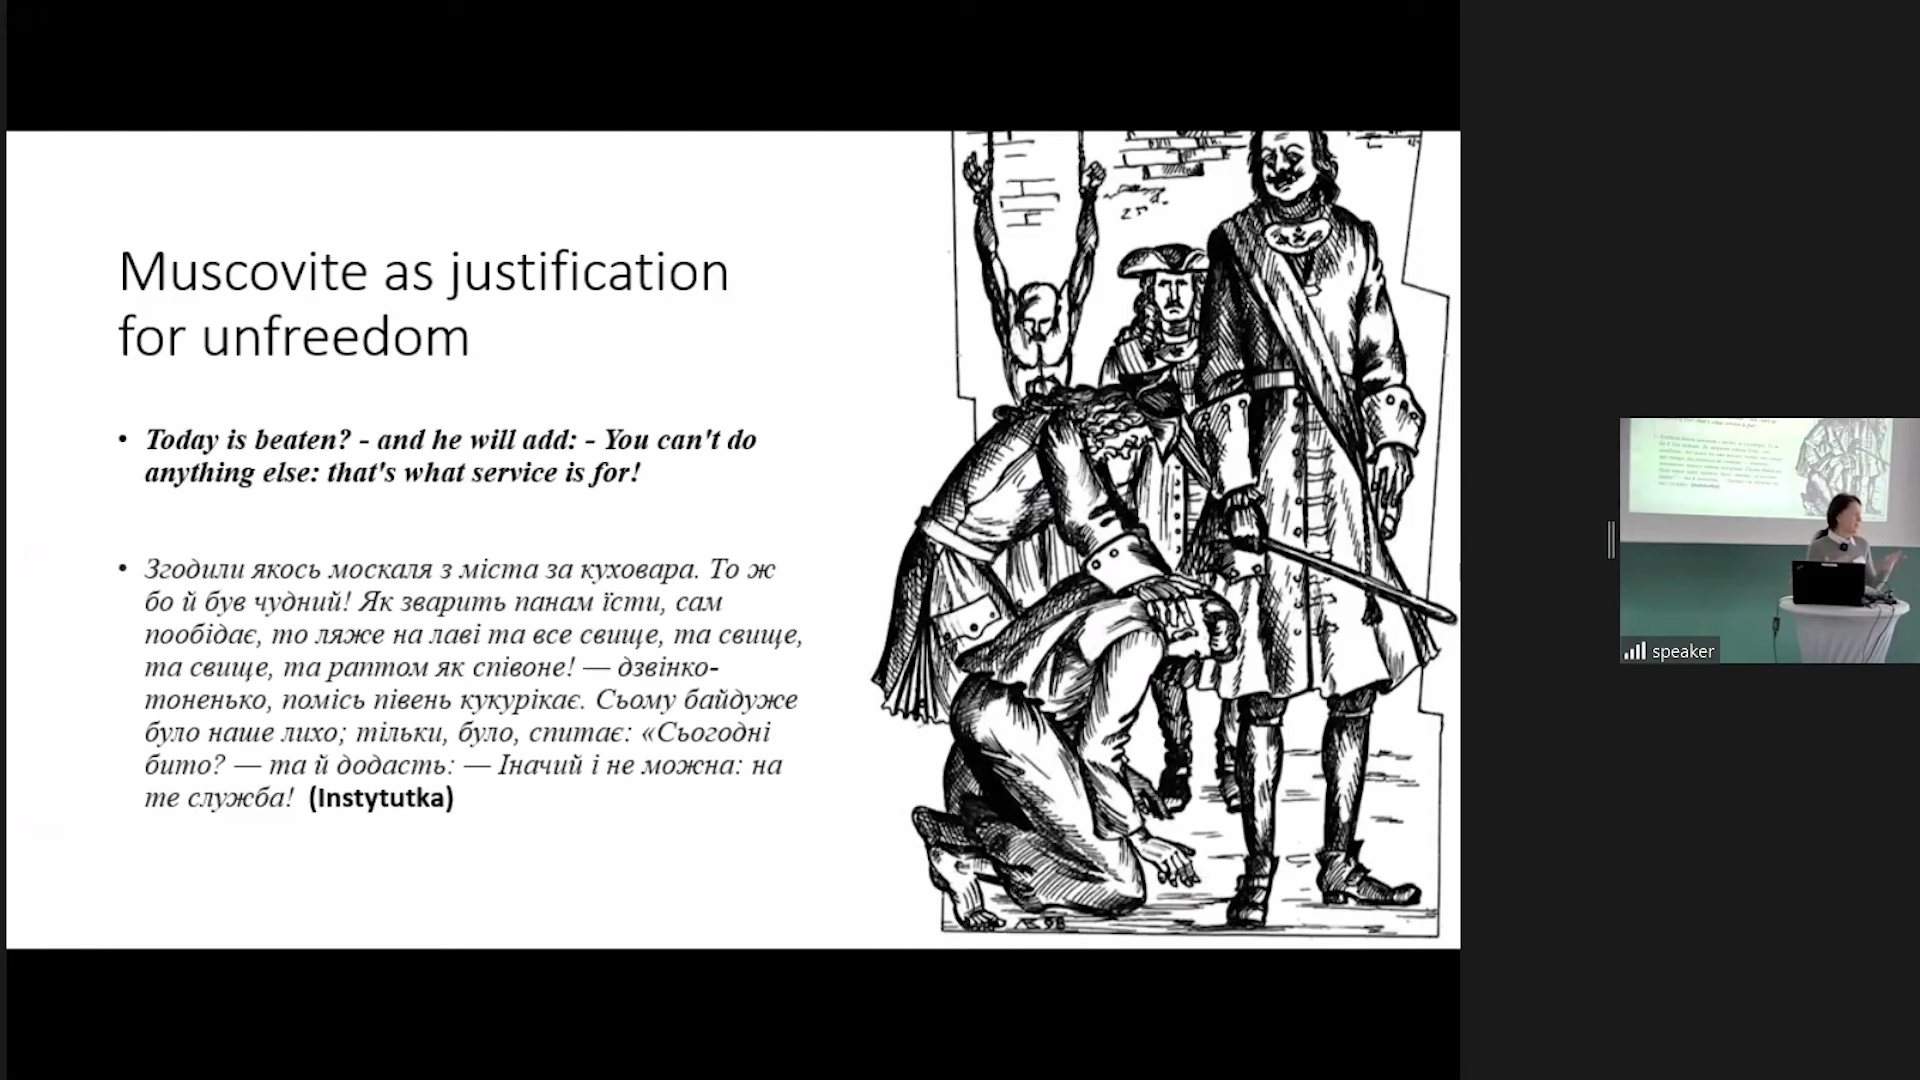 Muscovite as justification
for unfreedom
• Today is beaten? - and he will add: - You can't do
anything else: that's what service is for!
• Згодили якось москаля з міста за куховара. То ж
бо й був чудний! Як зварить панам їсти, сам
пообідає, то ляже на лаві та все свище, та свище,
та свище, та раптом як співоне! — дзвінко-
тоненько, помісь півень кукурікає. Сьому байдуже
було наше лихо; тільки, було, спитає: «Сьогодні
бито? — та й додасть: — Іначий і не можна: на
те служба! (Instytutka)
speaker